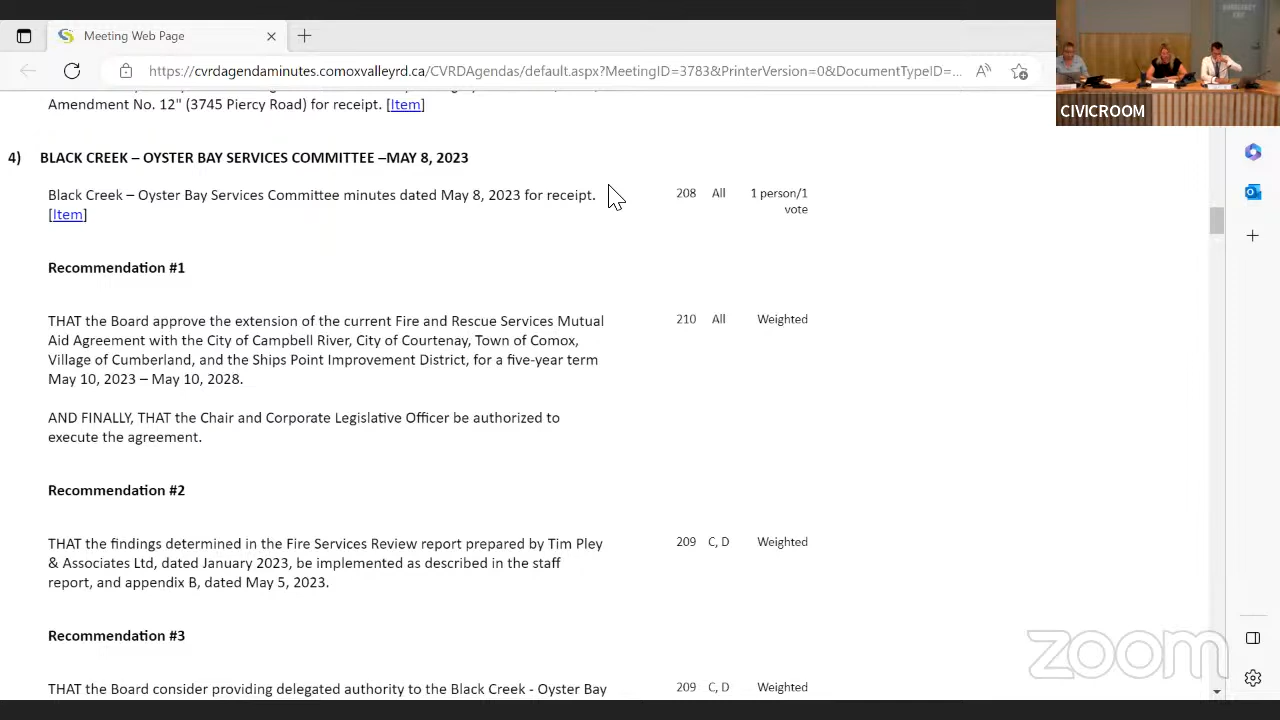 Meeting Web Page
https://cvrdagendaminutes.comoxvalleyrd.ca/CVRDAgendas/default.aspx?MeetingID=3783&PrinterVersion=0&DocumentTypeID=...
CIVICROOM
Amendment No. 12" (3745 Piercy Road) for receipt. [Item]
4) BLACK CREEK – OYSTER BAY SERVICES COMMITTEE –MAY 8, 2023
Black Creek – Oyster Bay Services Committee minutes dated May 8, 2023 for receipt. 208 All 1 person/1
[Item] vote
Recommendation #1
THAT the Board approve the extension of the current Fire and Rescue Services Mutual 210 All Weighted
Aid Agreement with the City of Campbell River, City of Courtenay, Town of Comox,
Village of Cumberland, and the Ships Point Improvement District, for a five-year term
May 10, 2023 – May 10, 2028.
AND FINALLY, THAT the Chair and Corporate Legislative Officer be authorized to
execute the agreement.
Recommendation #2
THAT the findings determined in the Fire Services Review report prepared by Tim Pley 209 C, D Weighted
& Associates Ltd, dated January 2023, be implemented as described in the staff
report, and appendix B, dated May 5, 2023.
Recommendation #3
THAT the Board consider providing delegated authority to the Black Creek - Oyster Bay 209 C, D Weighted
zoom